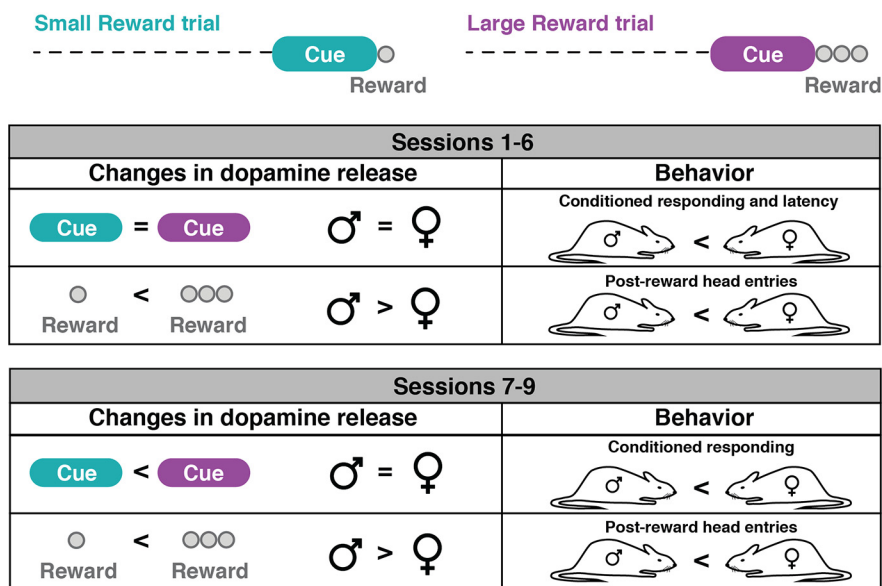 Small Reward trial
Large Reward trial
Cue
Reward
Cue
Reward
Sessions 1-6
Changes in dopamine release
Behavior
Cue = Cue
♂ = ♀
Conditioned responding and latency
♂ < ♀
<
Reward Reward
♂ > ♀
Post-reward head entries
♂ < ♀
Sessions 7-9
Changes in dopamine release
Behavior
Cue < Cue
♂ = ♀
Conditioned responding
♂ < ♀
<
Reward Reward
♂ > ♀
Post-reward head entries
♂ < ♀